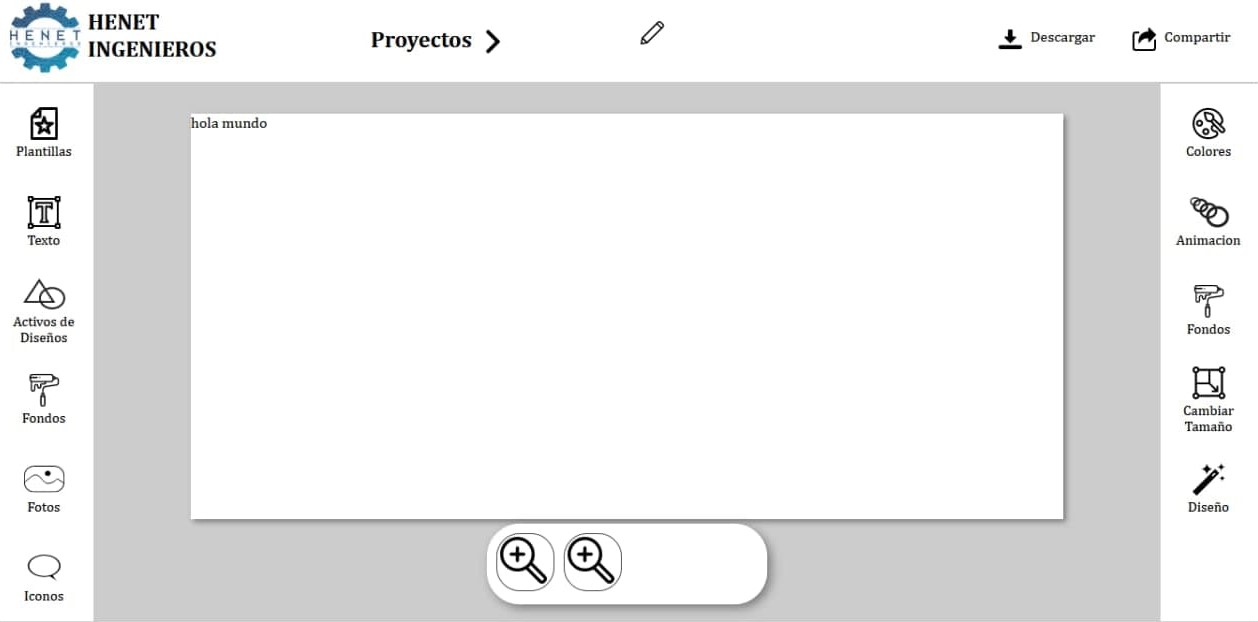 HENET
HENET
INGENIEROS
Proyectos
Descargar
Compartir
Plantillas
Texto
Activos de
Diseños
Fondos
Fotos
Iconos
hola mundo
Colores
Animacion
Fondos
Cambiar
Tamaño
Diseño